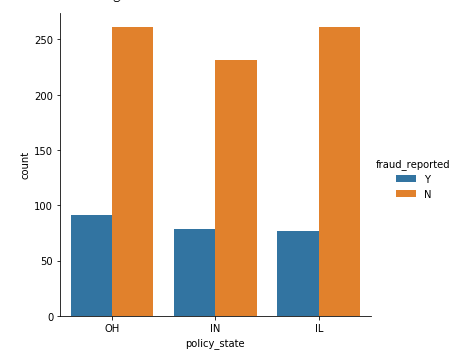 250
200
150
100
50
0
count
OH
IN
IL
policy_state
fraud_reported
Y
N